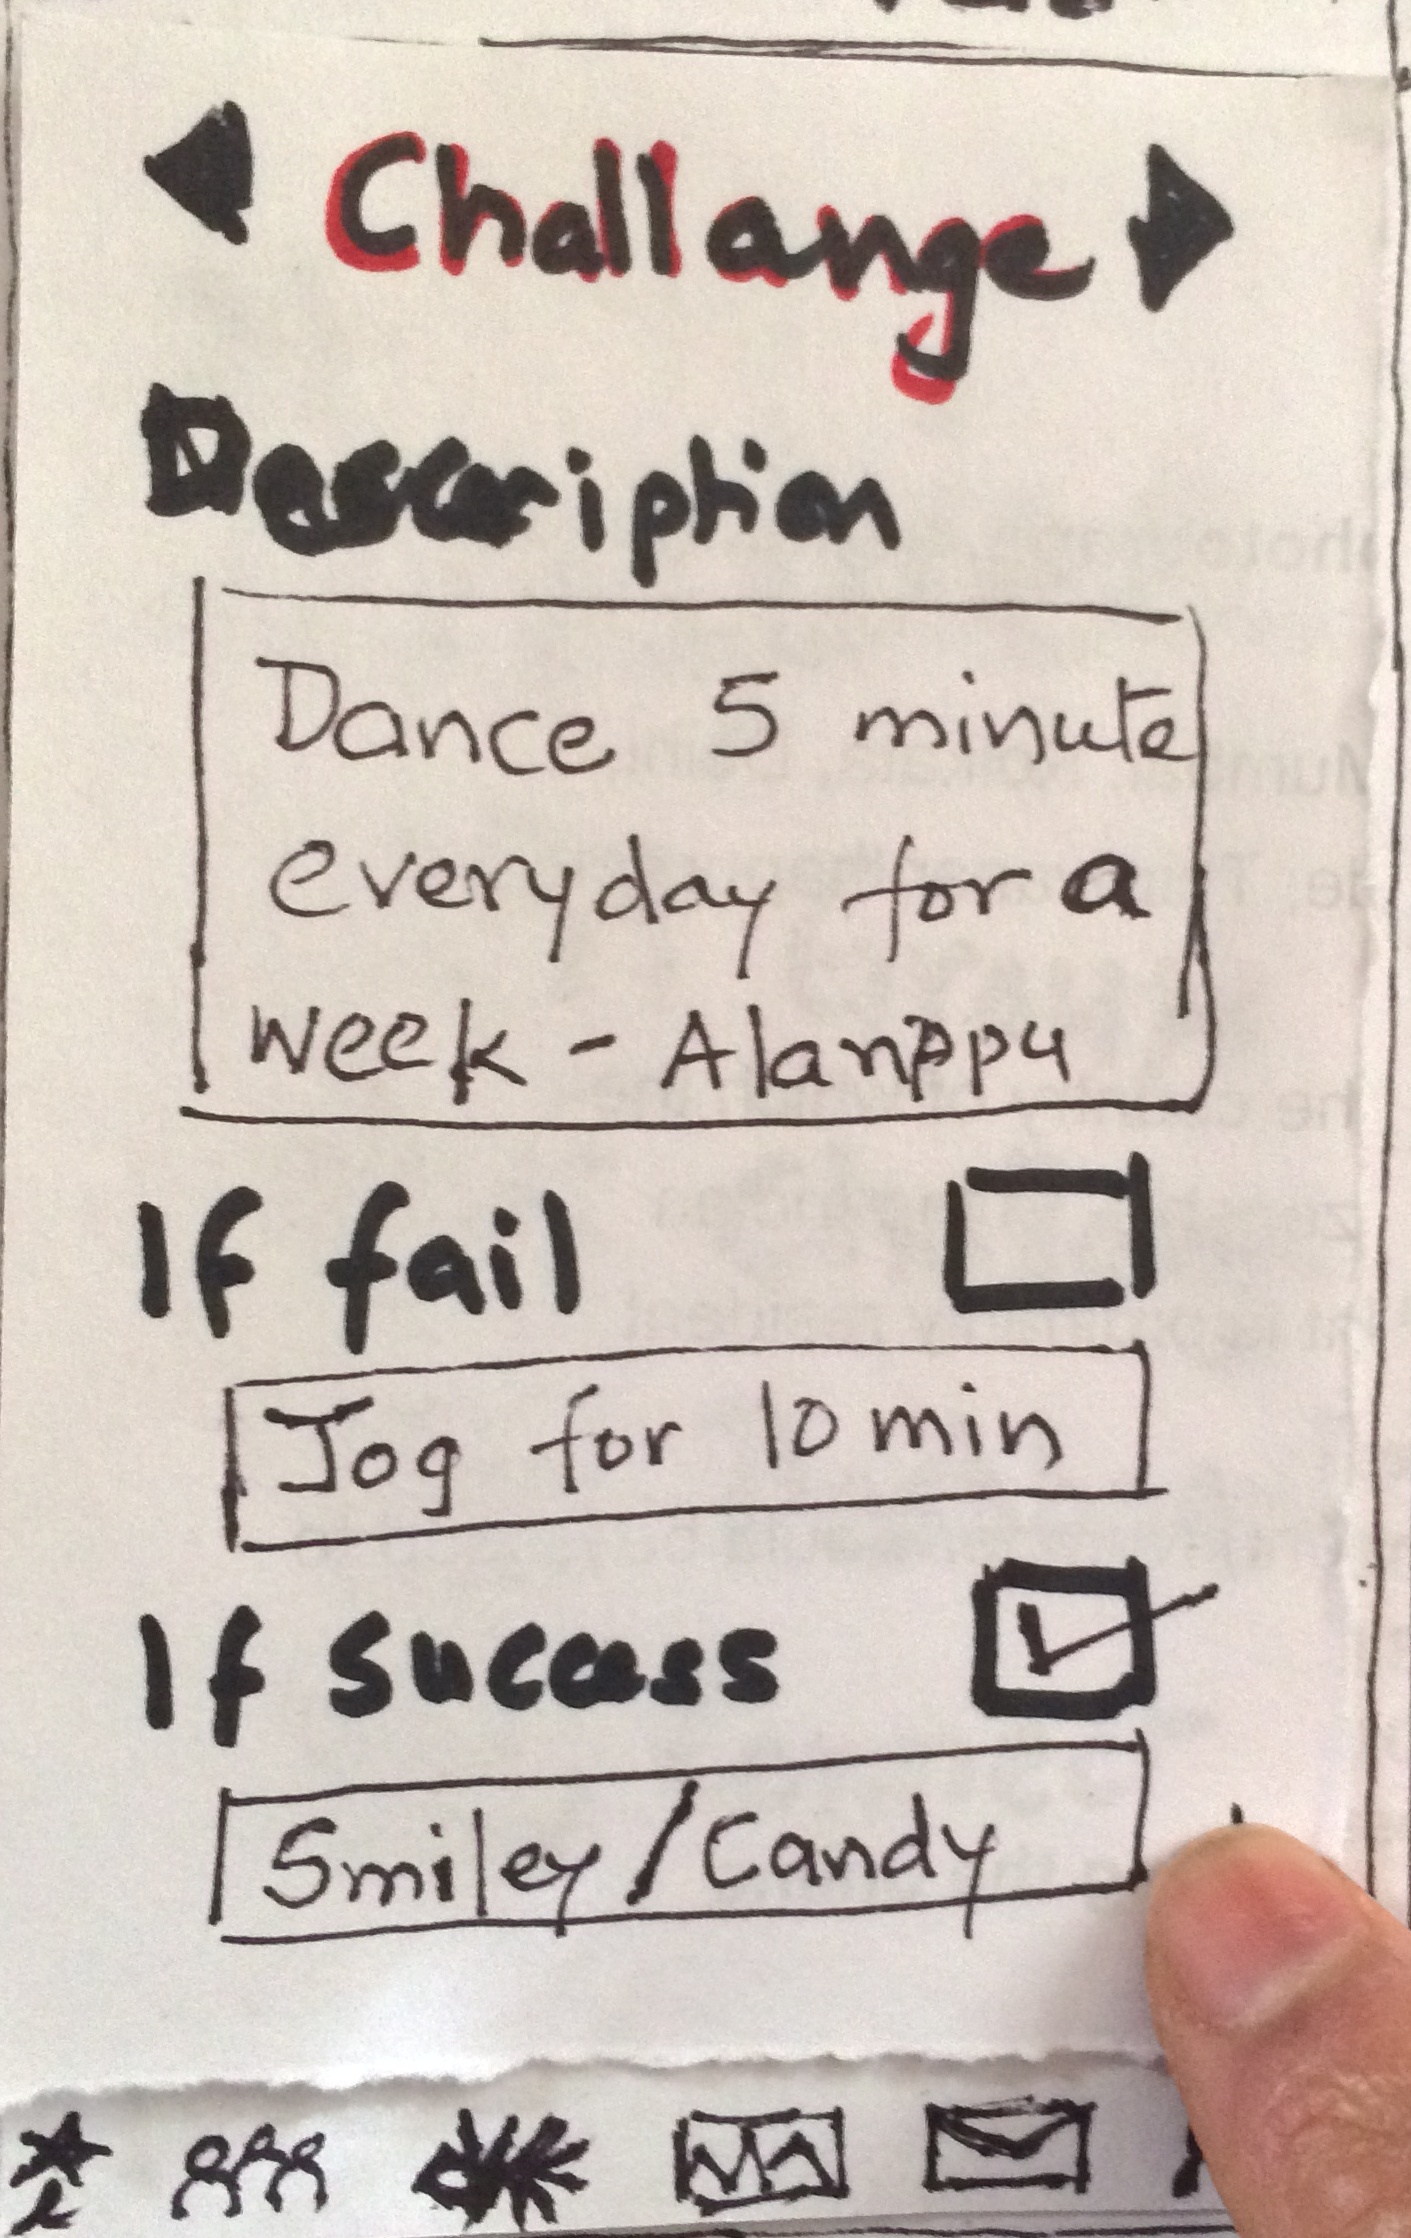 Challange
Description
Dance 5 minute
everyday for a
week - Alanppu
If fail
Jog for 10 min
If success
Smiley / Candy